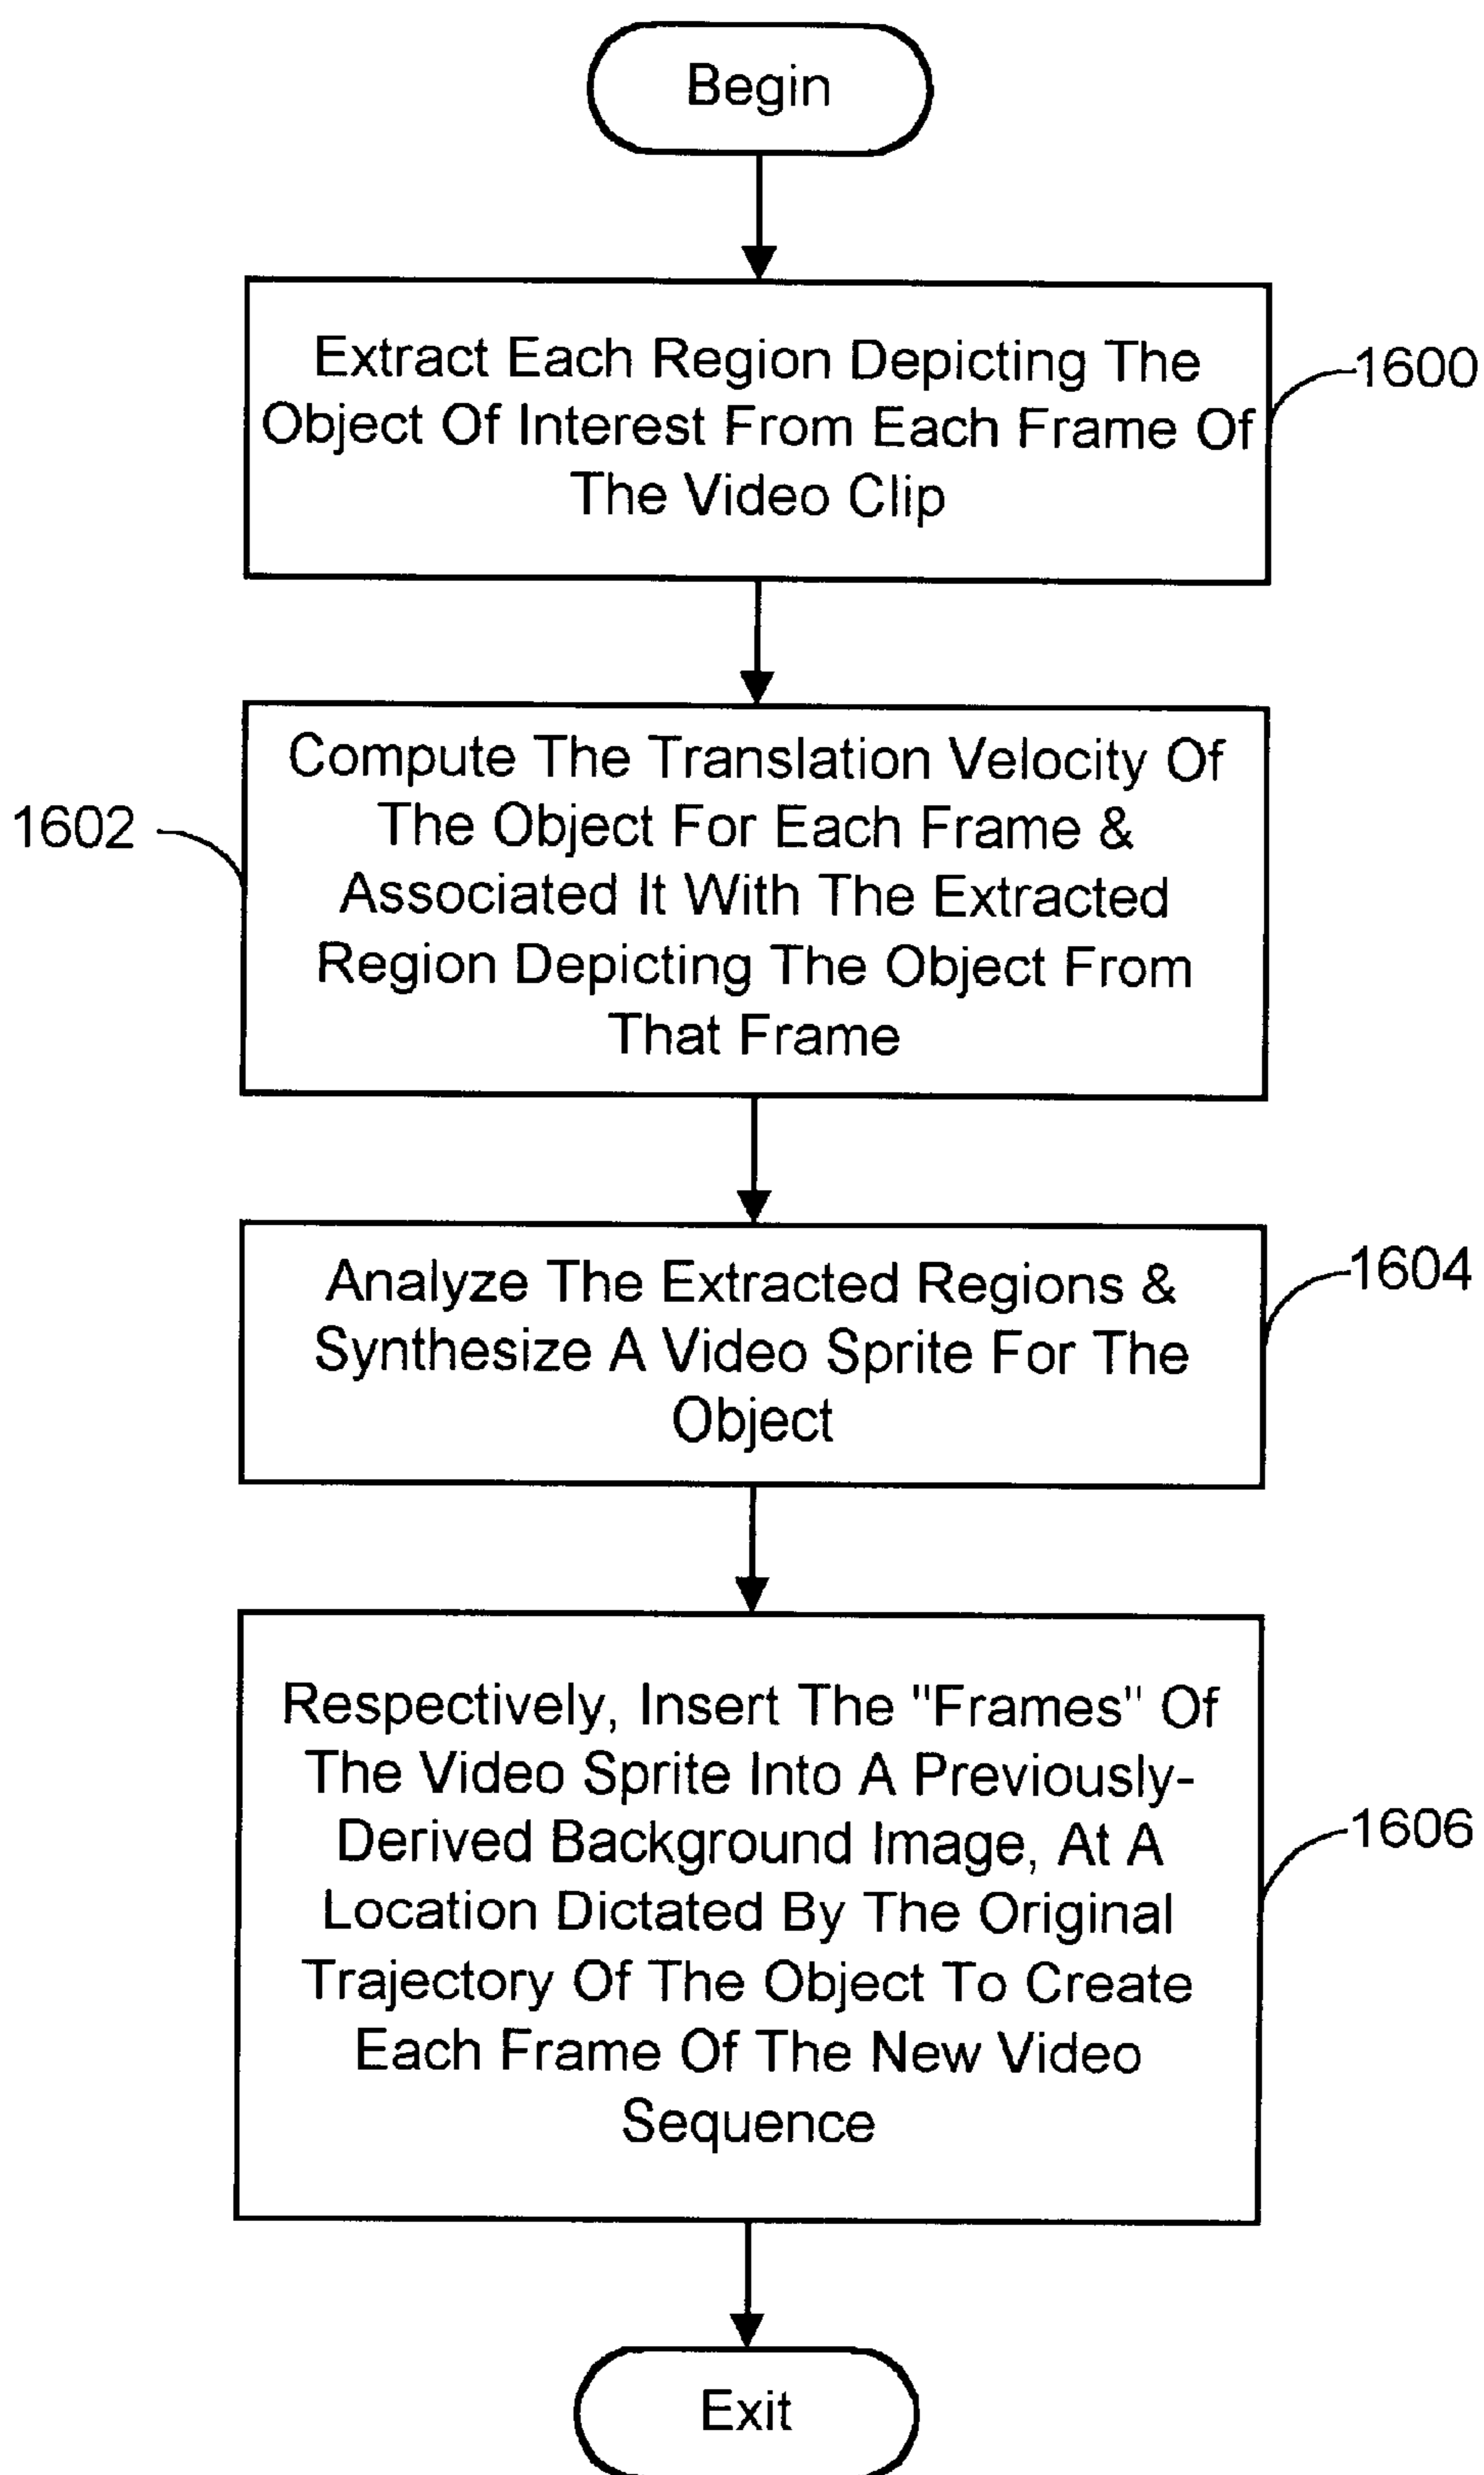 Begin
Extract Each Region Depicting The
Object Of Interest From Each Frame Of
The Video Clip
1600
Compute The Translation Velocity Of
The Object For Each Frame &
Associated It With The Extracted
Region Depicting The Object From
That Frame
1602
Analyze The Extracted Regions &
Synthesize A Video Sprite For The
Object
1604
Respectively, Insert The "Frames" Of
The Video Sprite Into A Previously-
Derived Background Image, At A
Location Dictated By The Original
Trajectory Of The Object To Create
Each Frame Of The New Video
Sequence
1606
Exit